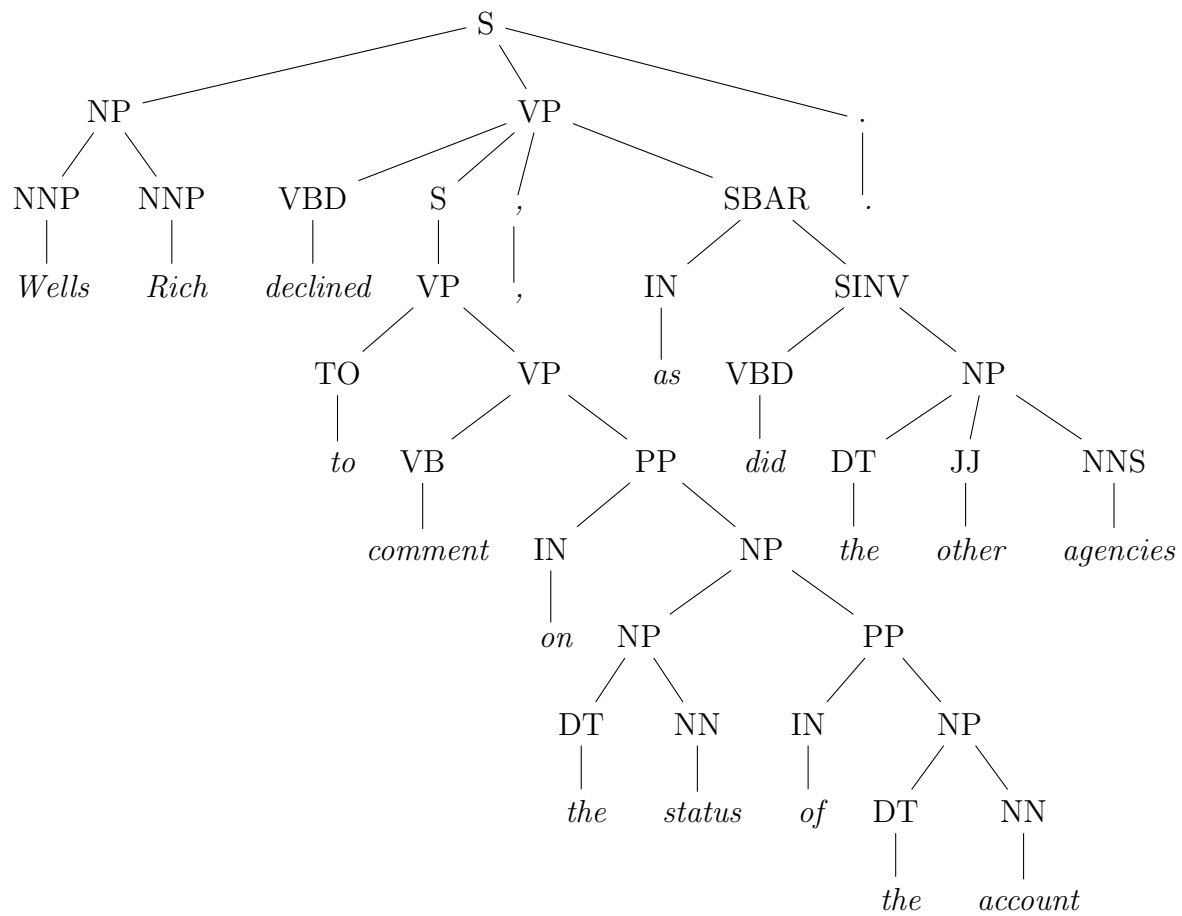 S
NP VP .
NNP NNP VBD S , SBAR .
Wells Rich declined VP , IN SINV
TO VP as VBD NP
to VB PP did DT JJ NNS
comment IN NP the other agencies
on NP PP
DT NN IN NP
the status of DT NN
the account